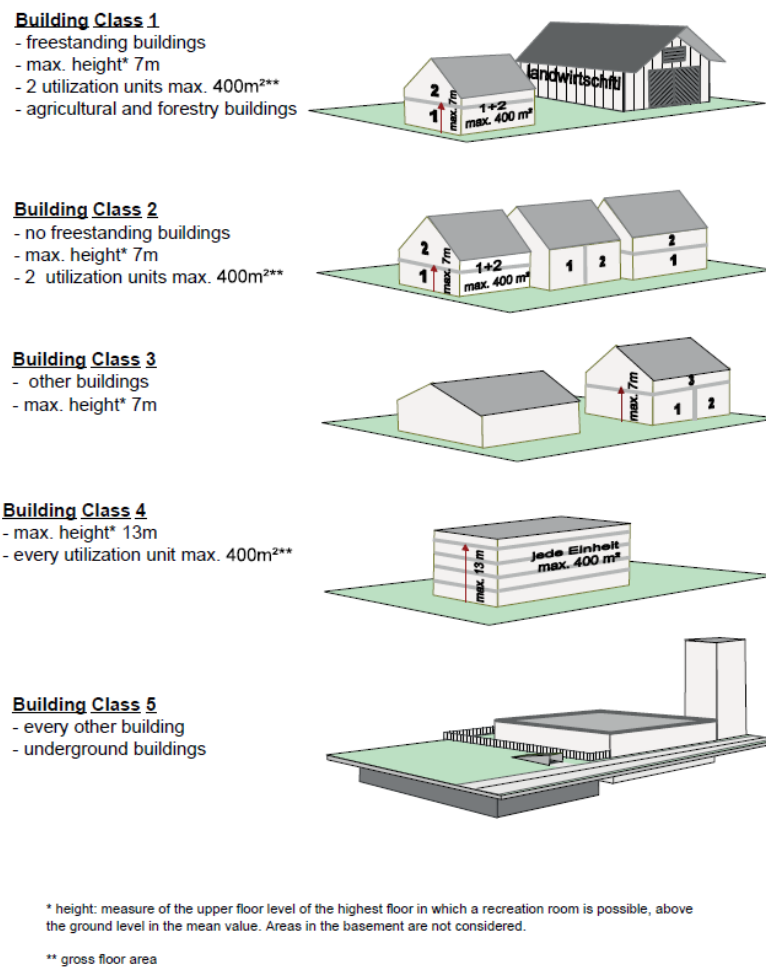 Building Class 1
- freestanding buildings
- max. height* 7m
- 2 utilization units max. 400m²**
- agricultural and forestry buildings
landwirtschftl
2
1
max. 7m
1+2
max. 400 m²
Building Class 2
- no freestanding buildings
- max. height* 7m
- 2 utilization units max. 400m²**
2
1
max. 7m
1+2
max. 400 m²
1
2
2
1
Building Class 3
- other buildings
- max. height* 7m
max. 7m
3
1
2
Building Class 4
- max. height* 13m
- every utilization unit max. 400m²**
max. 13 m
jede Einheit
max. 400 m²
Building Class 5
- every other building
- underground buildings
* height: measure of the upper floor level of the highest floor in which a recreation room is possible, above
the ground level in the mean value. Areas in the basement are not considered.
** gross floor area